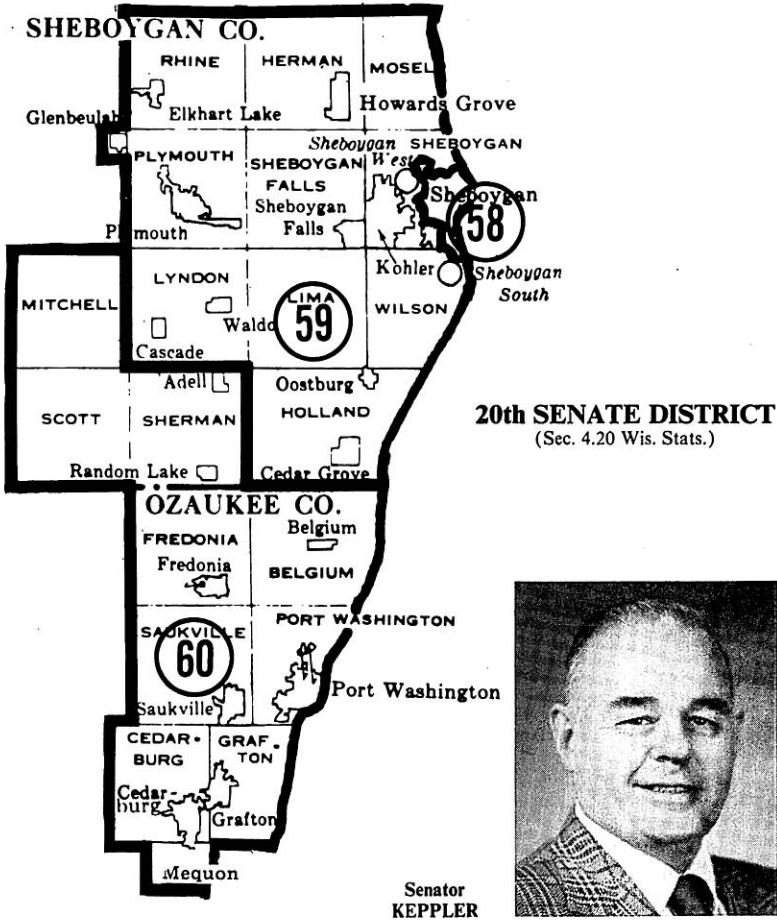 SHEBOYGAN CO.
RHINE
HERMAN
MOSEL
Elkhart Lake
Howards Grove
Glenbeulah
PLYMOUTH
SHEBOYGAN
FALLS
Sheboygan
West
SHEBOYGAN
Sheboygan
58
Plymouth
Sheboygan
Falls
Kohler
Sheboygan
South
MITCHELL
LYNDON
LIMA
59
WILSON
Waldo
Cascade
Adell
Oostburg
SCOTT
SHERMAN
HOLLAND
Random Lake
Cedar Grove
20th SENATE DISTRICT
(Sec. 4.20 Wis. Stats.)
OZAUKEE CO.
FREDONIA
Fredonia
Belgium
BELGIUM
SAUKVILLE
60
Saukville
PORT WASHINGTON
Port Washington
CEDAR-
BURG
GRAF-
TON
Cedar-
burg
Grafton
Mequon
Senator
KEPPLER